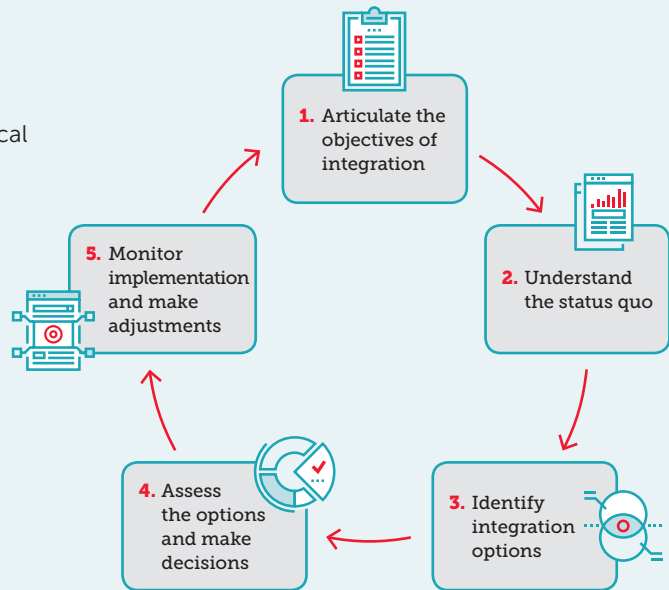 1. Articulate the
objectives of
integration
2. Understand
the status quo
3. Identify
integration
options
4. Assess
the options
and make
decisions
5. Monitor
implementation
and make
adjustments